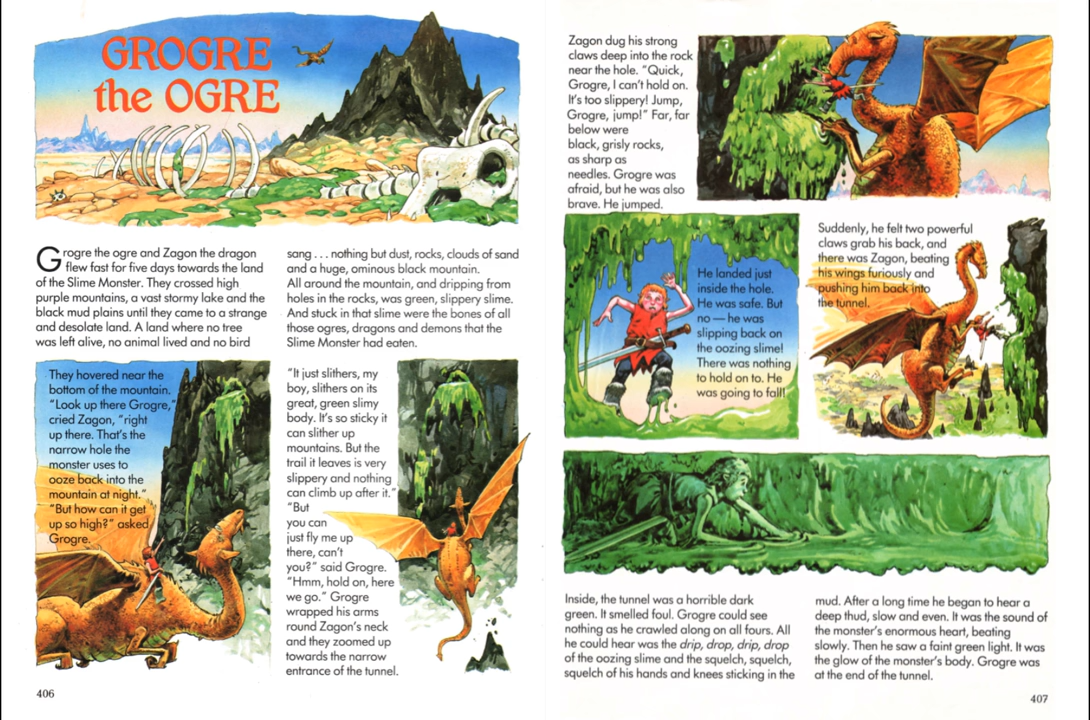 GROGRE
the OGRE
Grogre the ogre and Zagon the dragon
flew fast for five days towards the land
of the Slime Monster. They crossed high
purple mountains, a vast stormy lake and the
black mud plains until they came to a strange
and desolate land. A land where no tree
was left alive, no animal lived and no bird
sang . . . nothing but dust, rocks, clouds of sand
and a huge, ominous black mountain.
All around the mountain, and dripping from
holes in the rocks, was green, slippery slime.
And stuck in that slime were the bones of all
those ogres, dragons and demons that the
Slime Monster had eaten.
They hovered near the
bottom of the mountain.
"Look up there Grogre,"
cried Zagon, "right
up there. That's the
narrow hole the
monster uses to
ooze back into the
mountain at night."
"But how can it get
up so high?" asked
Grogre.
"It just slithers, my
boy, slithers on its
great, green slimy
body. It's so sticky it
can slither up
mountains. But the
trail it leaves is very
slippery and nothing
can climb up after it."
"But
you can
just fly me up
there, can't
you?" said Grogre.
"Hmm, hold on, here
we go." Grogre
wrapped his arms
round Zagon's neck
and they zoomed up
towards the narrow
entrance of the tunnel.
406
Zagon dug his strong
claws deep into the rock
near the hole. "Quick,
Grogre, I can't hold on.
It's too slippery! Jump,
Grogre, jump!" Far, far
below were
black, grisly rocks,
as sharp as
needles. Grogre was
afraid, but he was also
brave. He jumped.
He landed just
inside the hole.
He was safe. But
no — he was
slipping back on
the oozing slime!
There was nothing
to hold on to. He
was going to fall!
Suddenly, he felt two powerful
claws grab his back, and
there was Zagon, beating
his wings furiously and
pushing him back into
the tunnel.
Inside, the tunnel was a horrible dark
green. It smelled foul. Grogre could see
nothing as he crawled along on all fours. All
he could hear was the drip, drop, drip, drop
of the oozing slime and the squelch, squelch,
squelch of his hands and knees sticking in the
mud. After a long time he began to hear a
deep thud, slow and even. It was the sound of
the monster's enormous heart, beating
slowly. Then he saw a faint green light. It was
the glow of the monster's body. Grogre was
at the end of the tunnel.
407